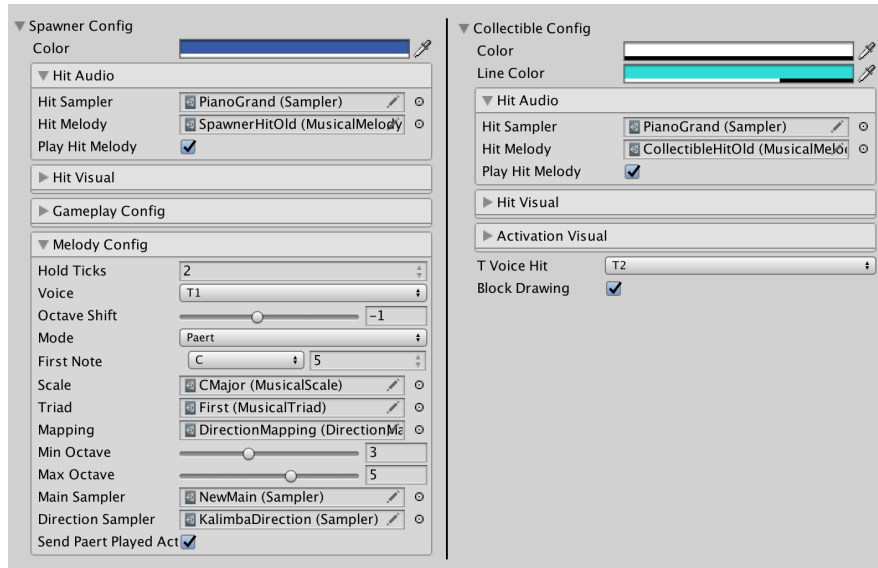 Spawner Config
Color
Hit Audio
Hit Sampler PianoGrand (Sampler)
Hit Melody SpawnerHitOld (MusicalMelody
Play Hit Melody
Hit Visual
Gameplay Config
Melody Config
Hold Ticks 2
Voice T1
Octave Shift -1
Mode Paert
First Note C 5
Scale CMajor (MusicalScale)
Triad First (MusicalTriad)
Mapping DirectionMapping (DirectionMa
Min Octave 3
Max Octave 5
Main Sampler NewMain (Sampler)
Direction Sampler KalimbaDirection (Sampler)
Send Paert Played Act
Collectible Config
Color
Line Color
Hit Audio
Hit Sampler PianoGrand (Sampler)
Hit Melody CollectibleHitOld (MusicalMelo
Play Hit Melody
Hit Visual
Activation Visual
T Voice Hit T2
Block Drawing